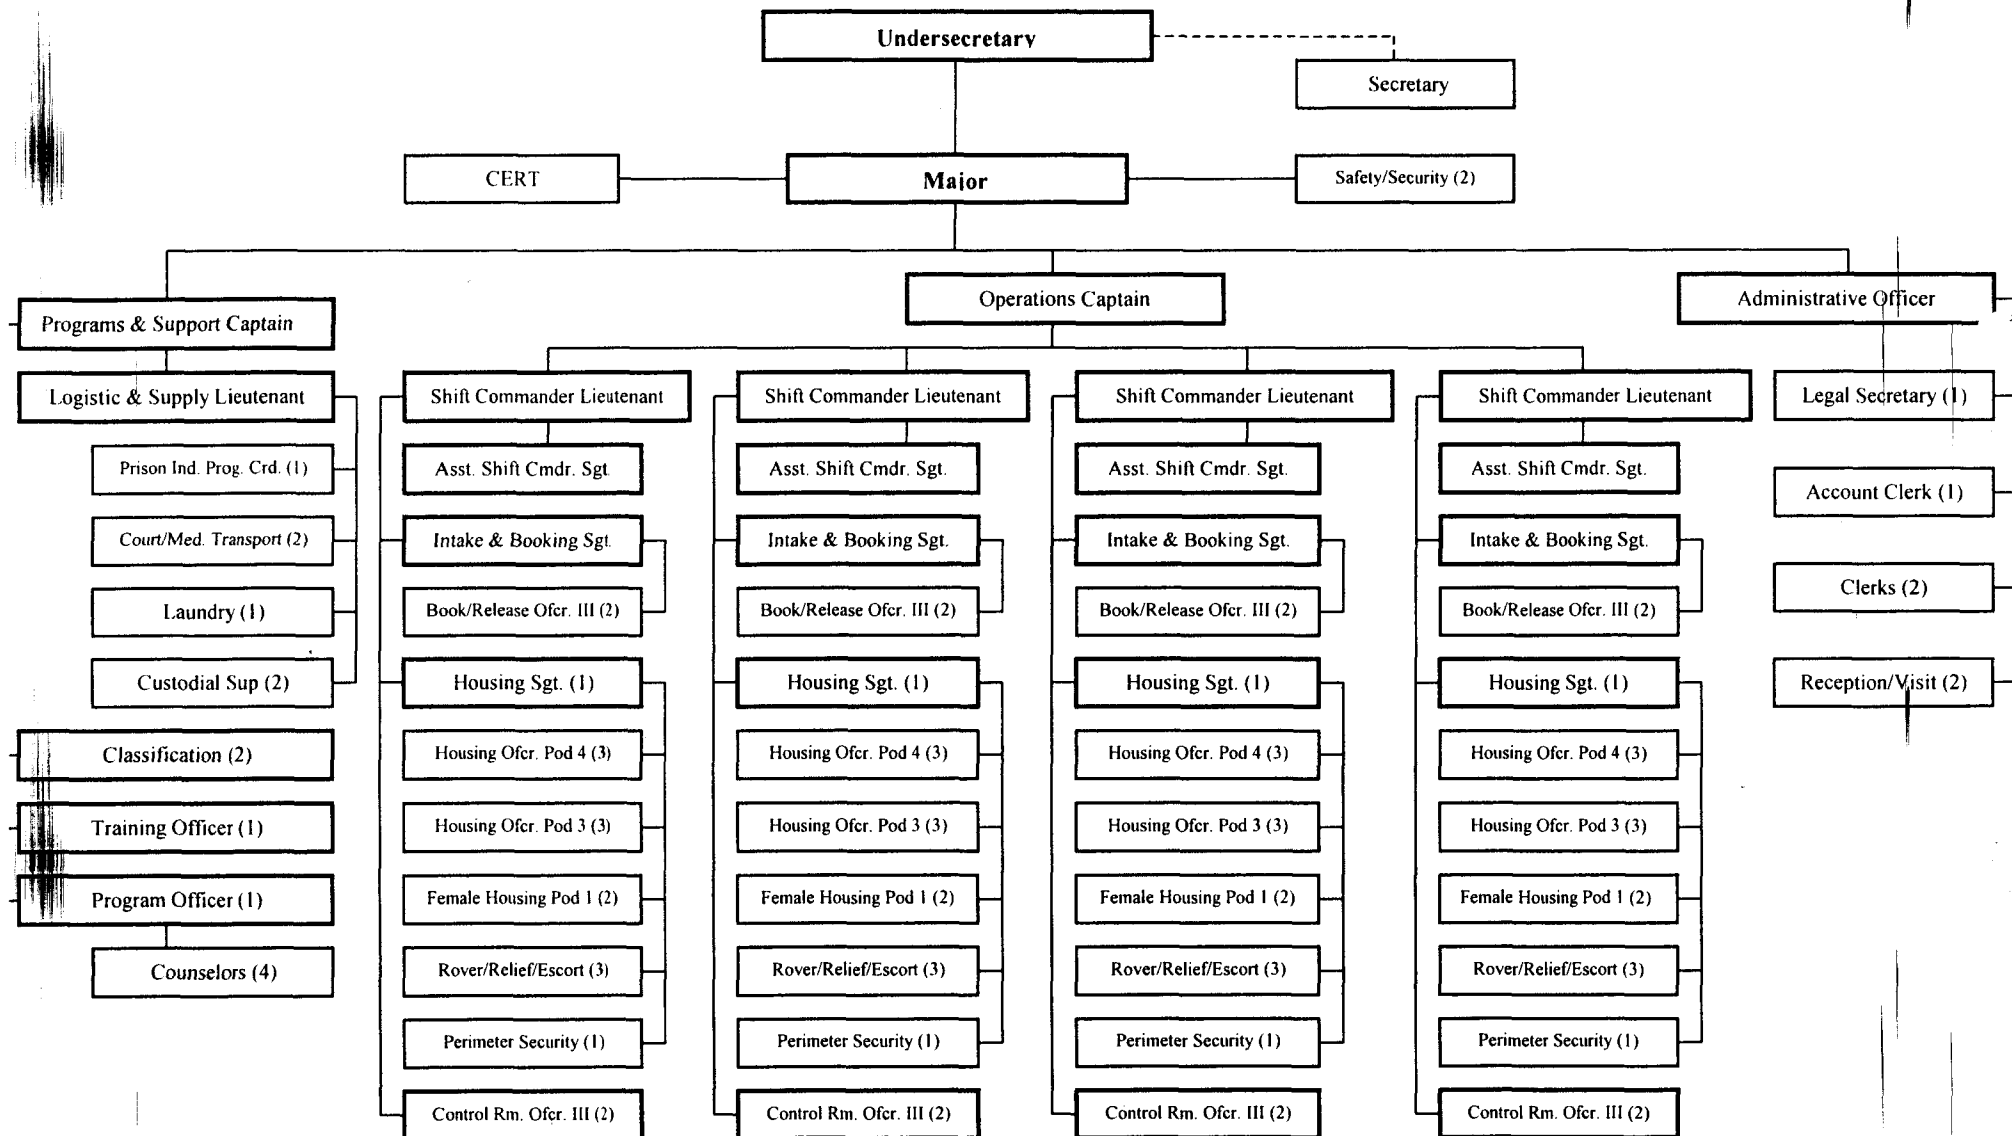 Undersecretary
Secretary
CERT
Major
Safety/Security (2)
Programs & Support Captain
Operations Captain
Administrative Officer
Logistic & Supply Lieutenant
Prison Ind. Prog. Crd. (1)
Court/Med. Transport (2)
Laundry (1)
Custodial Sup (2)
Classification (2)
Training Officer (1)
Program Officer (1)
Counselors (4)
Shift Commander Lieutenant
Asst. Shift Cmdr. Sgt.
Intake & Booking Sgt.
Book/Release Ofcr. III (2)
Housing Sgt. (1)
Housing Ofcr. Pod 4 (3)
Housing Ofcr. Pod 3 (3)
Female Housing Pod 1 (2)
Rover/Relief/Escort (3)
Perimeter Security (1)
Control Rm. Ofcr. III (2)
Shift Commander Lieutenant
Asst. Shift Cmdr. Sgt.
Intake & Booking Sgt.
Book/Release Ofcr. III (2)
Housing Sgt. (1)
Housing Ofcr. Pod 4 (3)
Housing Ofcr. Pod 3 (3)
Female Housing Pod 1 (2)
Rover/Relief/Escort (3)
Perimeter Security (1)
Control Rm. Ofcr. III (2)
Shift Commander Lieutenant
Asst. Shift Cmdr. Sgt.
Intake & Booking Sgt.
Book/Release Ofcr. III (2)
Housing Sgt. (1)
Housing Ofcr. Pod 4 (3)
Housing Ofcr. Pod 3 (3)
Female Housing Pod 1 (2)
Rover/Relief/Escort (3)
Perimeter Security (1)
Control Rm. Ofcr. III (2)
Shift Commander Lieutenant
Asst. Shift Cmdr. Sgt.
Intake & Booking Sgt.
Book/Release Ofcr. III (2)
Housing Sgt. (1)
Housing Ofcr. Pod 4 (3)
Housing Ofcr. Pod 3 (3)
Female Housing Pod 1 (2)
Rover/Relief/Escort (3)
Perimeter Security (1)
Control Rm. Ofcr. III (2)
Legal Secretary (1)
Account Clerk (1)
Clerks (2)
Reception/Visit (2)